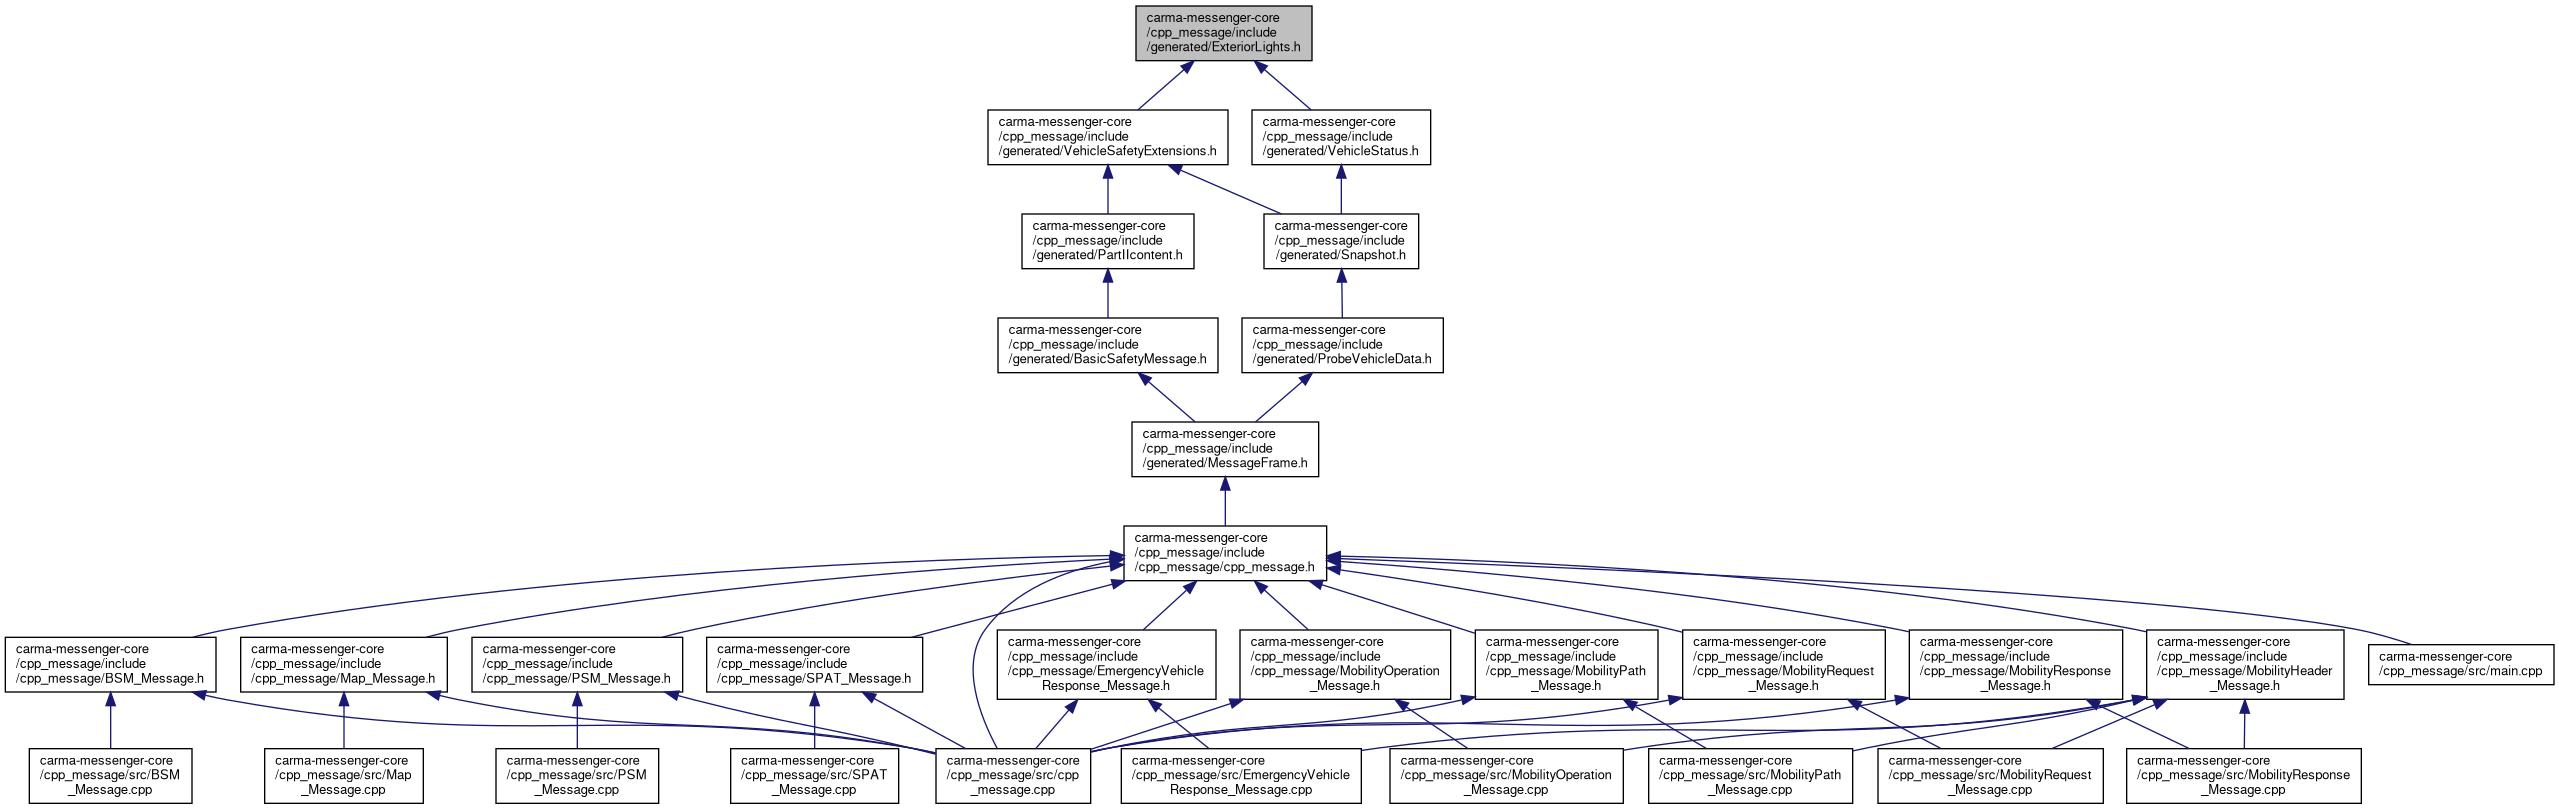 carma-messenger-core
/cpp_message/include
/generated/ExteriorLights.h
carma-messenger-core
/cpp_message/include
/generated/VehicleSafetyExtensions.h
carma-messenger-core
/cpp_message/include
/generated/VehicleStatus.h
carma-messenger-core
/cpp_message/include
/generated/PartIIcontent.h
carma-messenger-core
/cpp_message/include
/generated/Snapshot.h
carma-messenger-core
/cpp_message/include
/generated/BasicSafetyMessage.h
carma-messenger-core
/cpp_message/include
/generated/ProbeVehicleData.h
carma-messenger-core
/cpp_message/include
/generated/MessageFrame.h
carma-messenger-core
/cpp_message/include
/cpp_message/cpp_message.h
carma-messenger-core
/cpp_message/include
/cpp_message/BSM_Message.h
carma-messenger-core
/cpp_message/include
/cpp_message/Map_Message.h
carma-messenger-core
/cpp_message/include
/cpp_message/PSM_Message.h
carma-messenger-core
/cpp_message/include
/cpp_message/SPAT_Message.h
carma-messenger-core
/cpp_message/include
/cpp_message/EmergencyVehicle
Response_Message.h
carma-messenger-core
/cpp_message/include
/cpp_message/MobilityOperation
_Message.h
carma-messenger-core
/cpp_message/include
/cpp_message/MobilityPath
_Message.h
carma-messenger-core
/cpp_message/include
/cpp_message/MobilityRequest
_Message.h
carma-messenger-core
/cpp_message/include
/cpp_message/MobilityResponse
_Message.h
carma-messenger-core
/cpp_message/include
/cpp_message/MobilityHeader
_Message.h
carma-messenger-core
/cpp_message/src/main.cpp
carma-messenger-core
/cpp_message/src/BSM
_Message.cpp
carma-messenger-core
/cpp_message/src/Map
_Message.cpp
carma-messenger-core
/cpp_message/src/PSM
_Message.cpp
carma-messenger-core
/cpp_message/src/SPAT
_Message.cpp
carma-messenger-core
/cpp_message/src/cpp
_message.cpp
carma-messenger-core
/cpp_message/src/EmergencyVehicle
Response_Message.cpp
carma-messenger-core
/cpp_message/src/MobilityOperation
_Message.cpp
carma-messenger-core
/cpp_message/src/MobilityPath
_Message.cpp
carma-messenger-core
/cpp_message/src/MobilityRequest
_Message.cpp
carma-messenger-core
/cpp_message/src/MobilityResponse
_Message.cpp